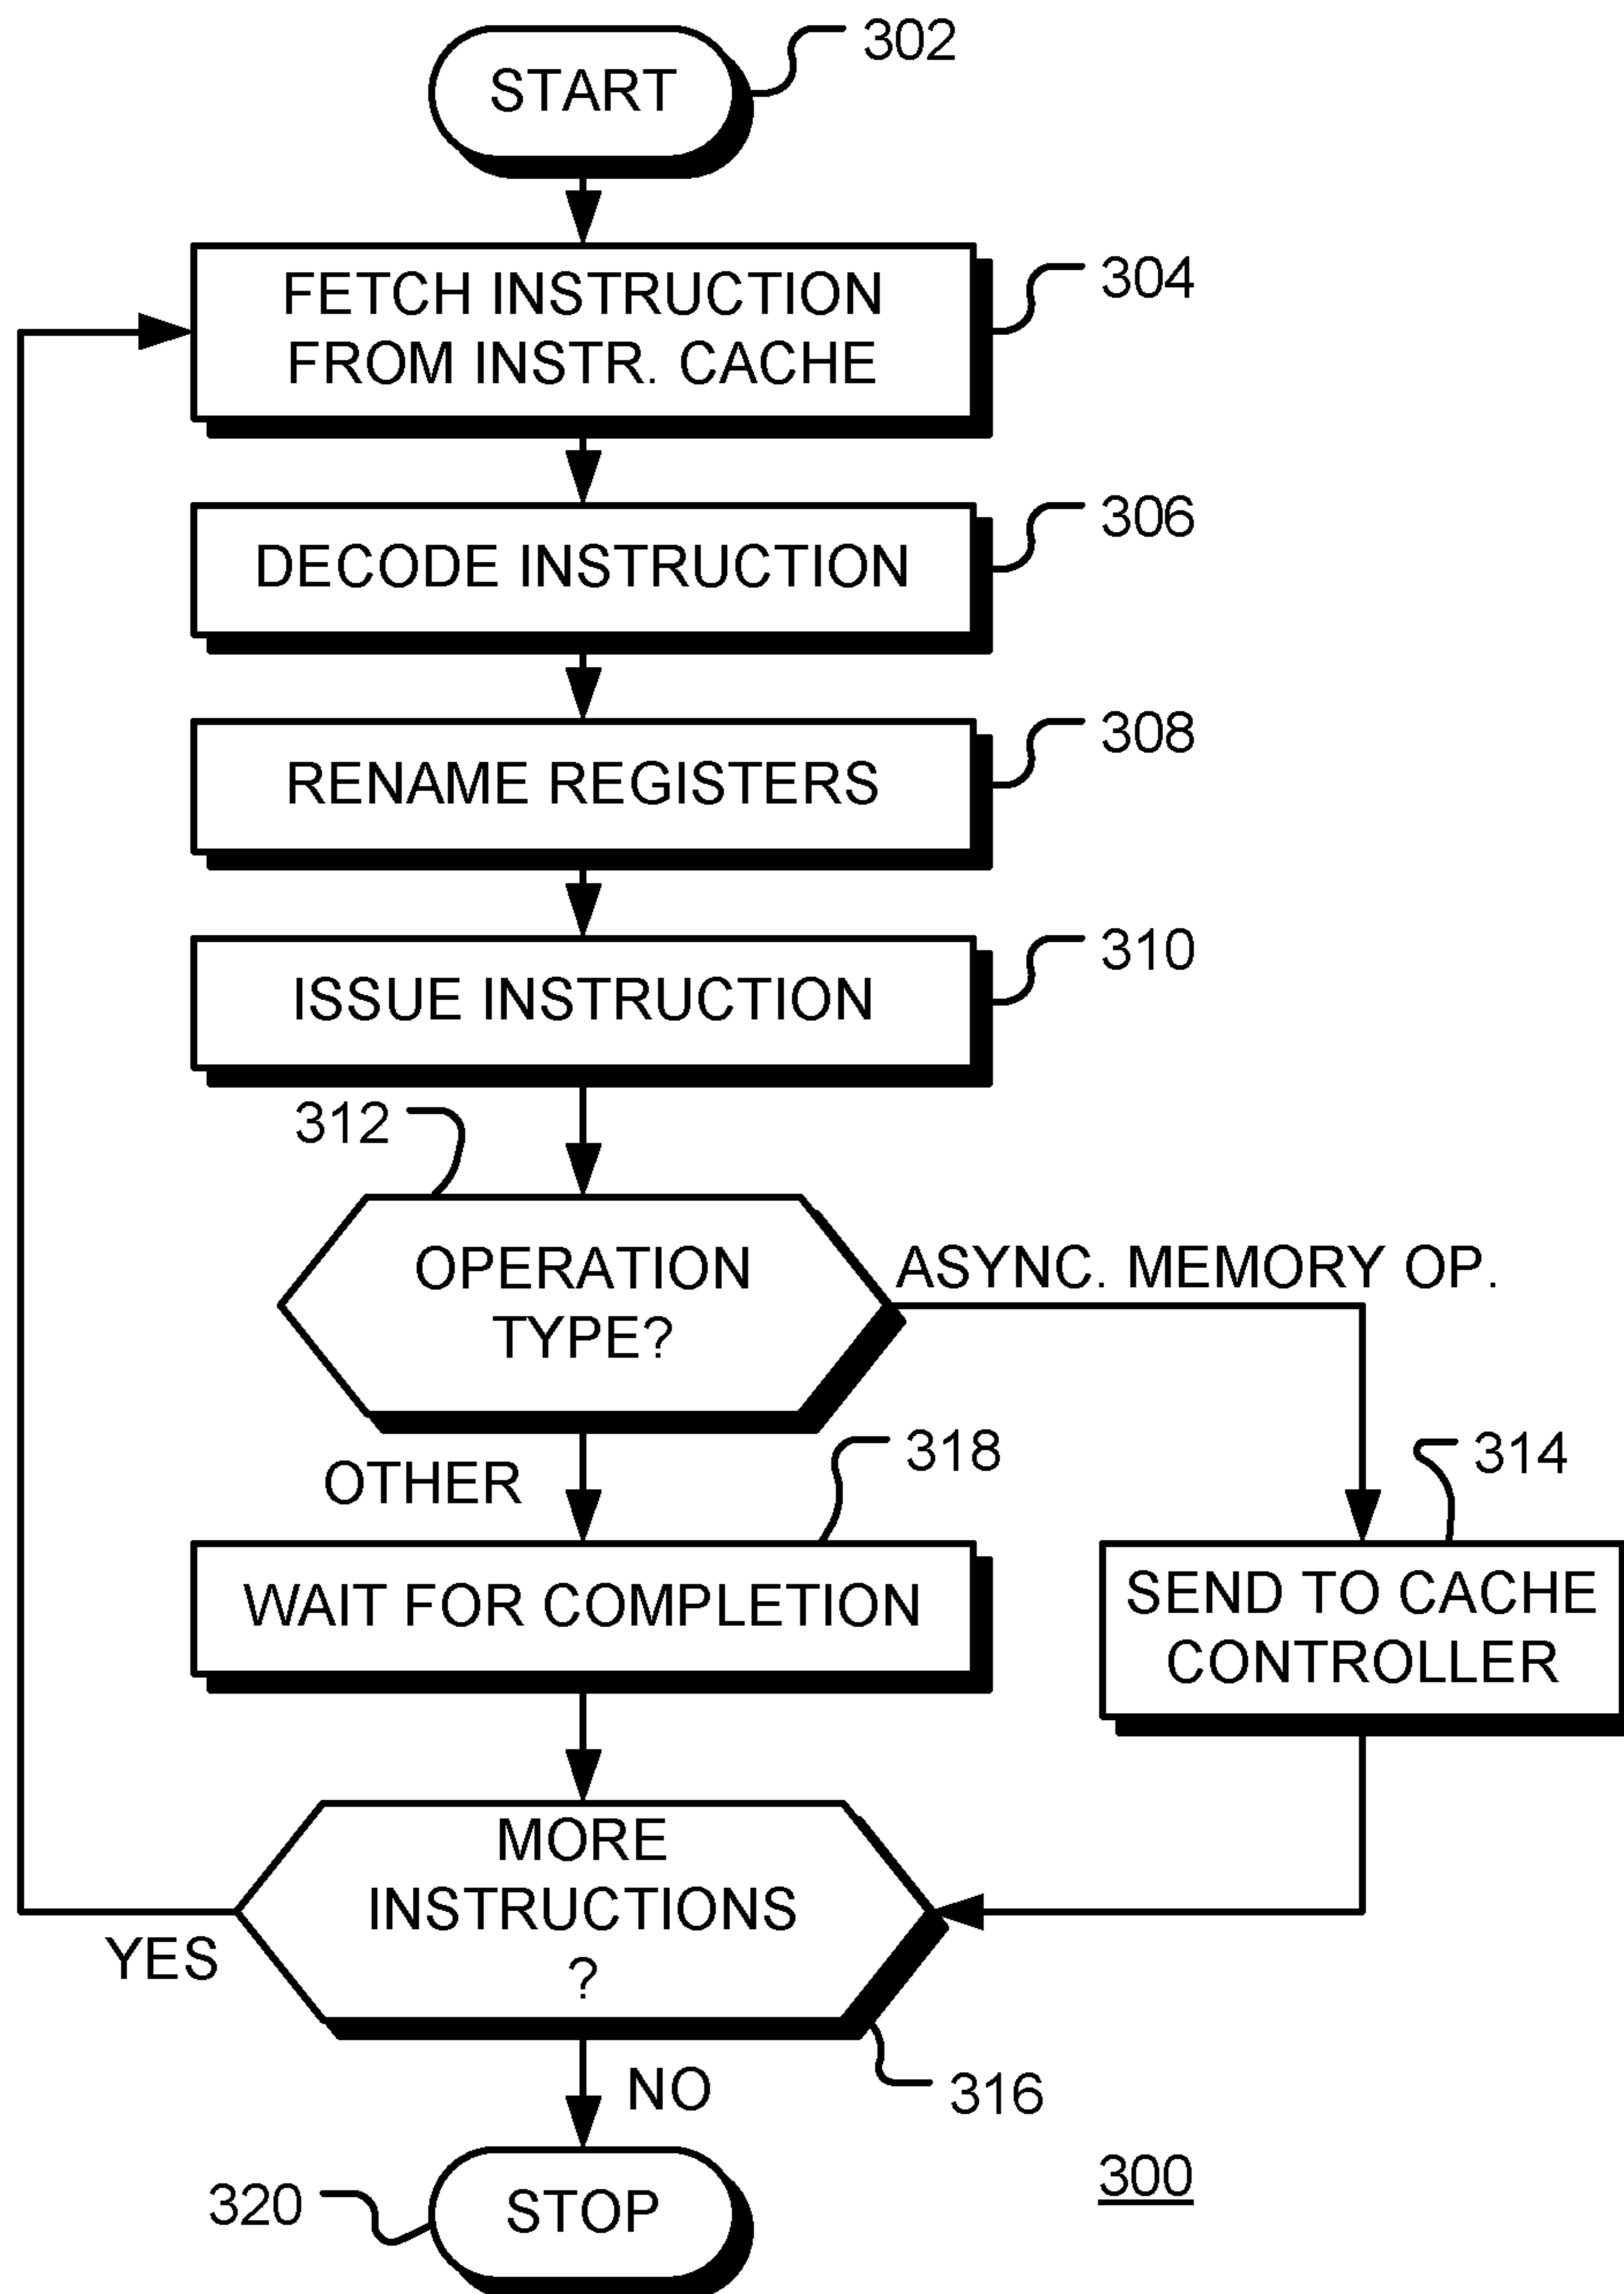 302
START
304
FETCH INSTRUCTION
FROM INSTR. CACHE
306
DECODE INSTRUCTION
308
RENAME REGISTERS
310
ISSUE INSTRUCTION
312
OPERATION
TYPE?
ASYNC. MEMORY OP.
OTHER
318
314
WAIT FOR COMPLETION
SEND TO CACHE
CONTROLLER
MORE
INSTRUCTIONS
?
YES
NO
316
300
320
STOP